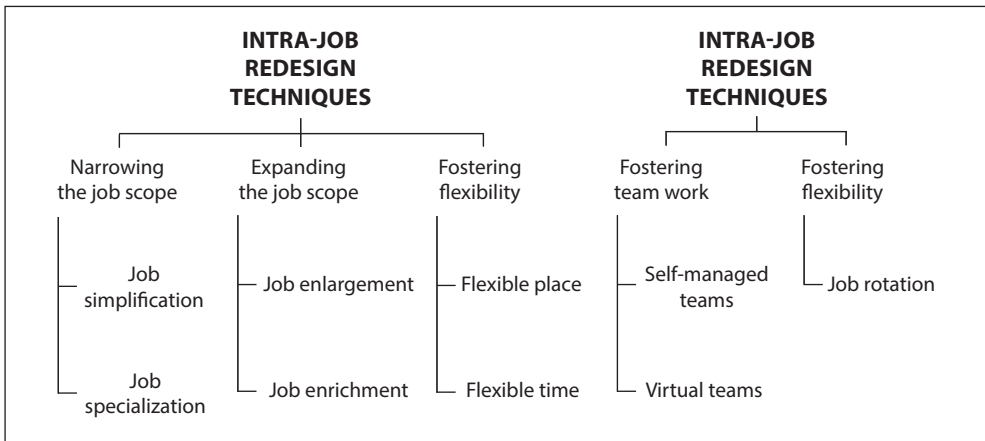 INTRA-JOB
REDESIGN
TECHNIQUES
Narrowing
the job scope
Expanding
the job scope
Fostering
flexibility
Job
simplification
Job enlargement
Flexible place
Job
specialization
Job enrichment
Flexible time
INTRA-JOB
REDESIGN
TECHNIQUES
Fostering
team work
Fostering
flexibility
Self-managed
teams
Job rotation
Virtual teams